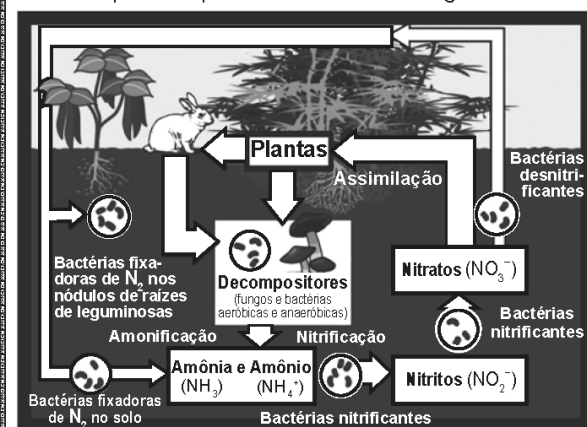 Plantas
Assimilação
Bactérias
desnitri-
ficantes
Bactérias fixa-
doras de N₂ nos
nódulos de raízes
de leguminosas
Decompositores
(fungos e bactérias
aeróbicas e anaeróbicas)
Nitratos (NO₃⁻)
Bactérias
nitrificantes
Amonificação
Nitrificação
Amônia e Amônio
(NH₃) (NH₄⁺)
Nitritos (NO₂⁻)
Bactérias fixadoras
de N₂ no solo
Bactérias nitrificantes